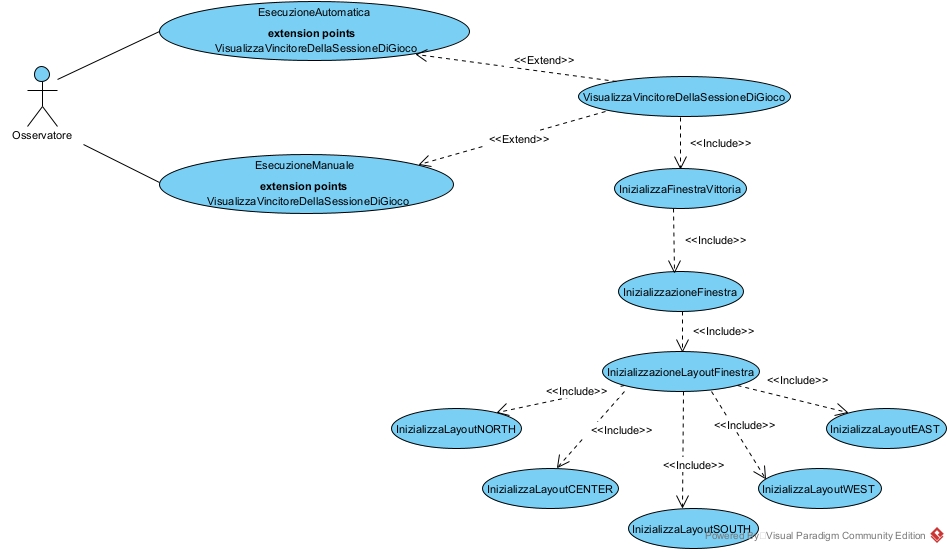 EsecuzioneAutomatica
extension points
VisualizzaVincitoreDellaSessioneDiGioco
<<Extend>>
VisualizzaVincitoreDellaSessioneDiGioco
Osservatore
<<Extend>>
<<Include>>
EsecuzioneManuale
extension points
VisualizzaVincitoreDellaSessioneDiGioco
InizializzaFinestraVittoria
<<Include>>
InizializzazioneFinestra
<<Include>>
InizializzazioneLayoutFinestra
<<Include>>
<<Include>>
InizializzaLayoutNORTH
<<Include>>
<<Include>>
InizializzaLayoutEAST
<<Include>>
InizializzaLayoutCENTER
InizializzaLayoutWEST
InizializzaLayoutSOUTH
Powered By Visual Paradigm Community Edition